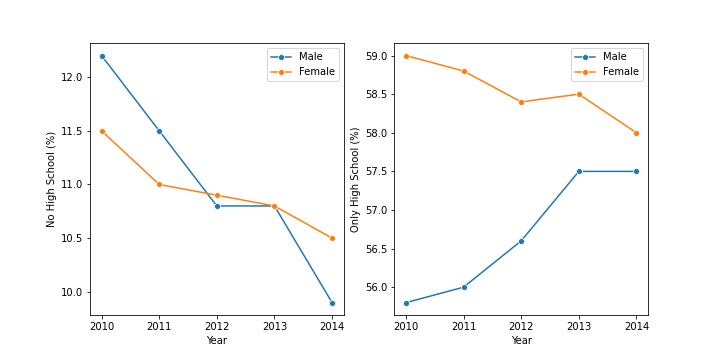 No High School (%)
12.0
11.5
11.0
10.5
10.0
2010 2011 2012 2013 2014
Year
Male
Female
Only High School (%)
59.0
58.5
58.0
57.5
57.0
56.5
56.0
2010 2011 2012 2013 2014
Year
Male
Female